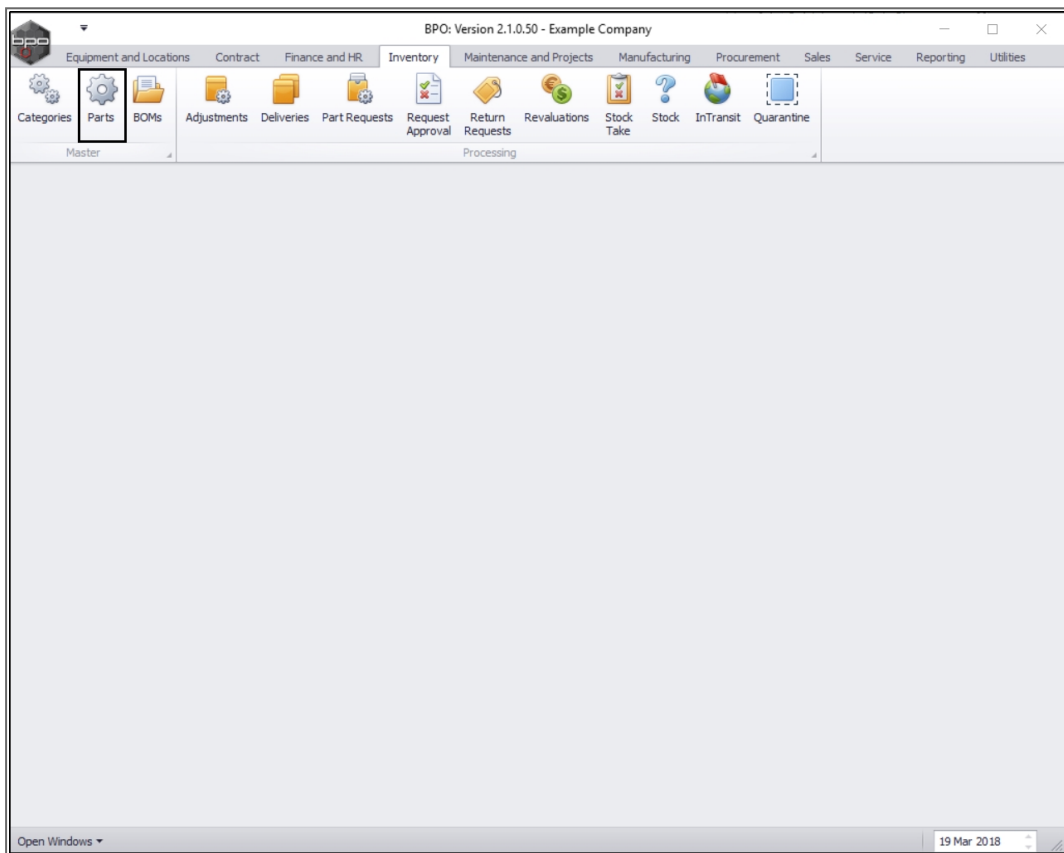 BPO: Version 2.1.0.50 - Example Company
bpo
Equipment and Locations Contract Finance and HR Inventory Maintenance and Projects Manufacturing Procurement Sales Service Reporting Utilities
Categories Parts BOMs Adjustments Deliveries Part Requests Request Approval Return Requests Revaluations Stock Take Stock InTransit Quarantine
Master Processing
Open Windows 19 Mar 2018